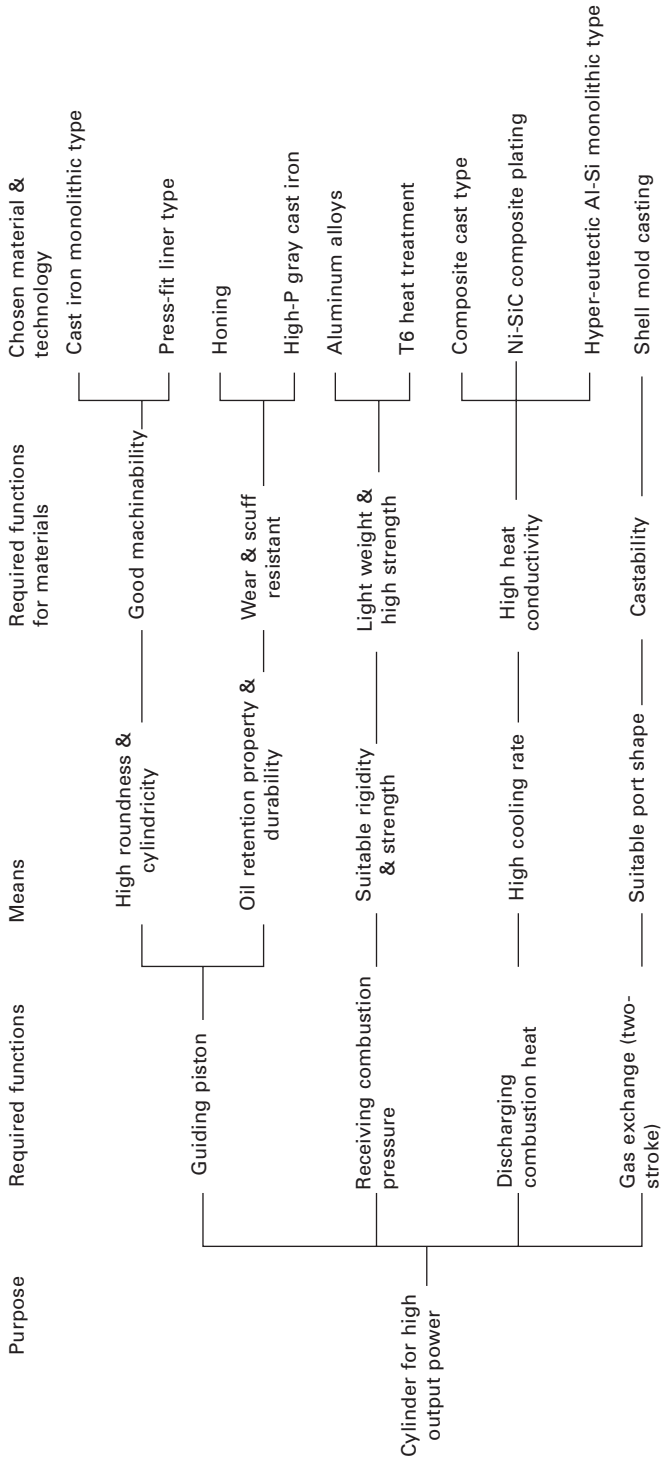 Purpose
Required functions
Means
Required functions
for materials
Chosen material &
technology
Cylinder for high
output power
Guiding piston
High roundness &
cylindricity
Good machinability
Cast iron monolithic type
Press-fit liner type
Oil retention property &
durability
Wear & scuff
resistant
Honing
High-P gray cast iron
Receiving combustion
pressure
Suitable rigidity
& strength
Light weight &
high strength
Aluminum alloys
T6 heat treatment
Discharging
combustion heat
High cooling rate
High heat
conductivity
Composite cast type
Ni-SiC composite plating
Hyper-eutectic Al-Si monolithic type
Gas exchange (two-
stroke)
Suitable port shape
Castability
Shell mold casting